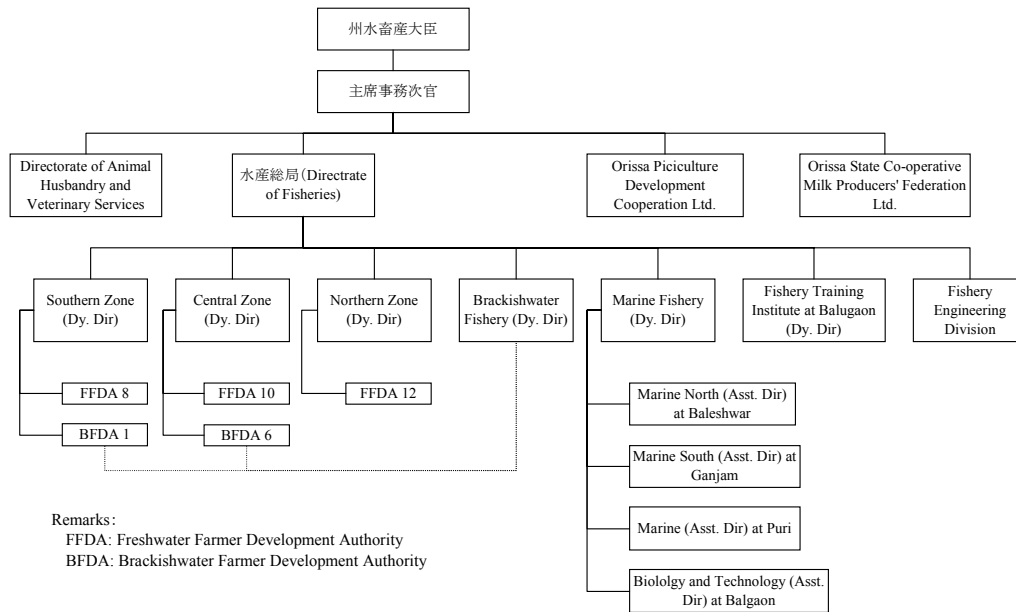 州水畜産大臣
主席事務次官
Directorate of Animal
Husbandry and
Veterinary Services
水産総局(Directrate
of Fisheries)
Orissa Piciculture
Development
Cooperation Ltd.
Orissa State Co-operative
Milk Producers' Federation
Ltd.
Southern Zone
(Dy. Dir)
Central Zone
(Dy. Dir)
Northern Zone
(Dy. Dir)
Brackishwater
Fishery (Dy. Dir)
Marine Fishery
(Dy. Dir)
Fishery Training
Institute at Balugaon
(Dy. Dir)
Fishery
Engineering
Division
FFDA 8
FFDA 10
FFDA 12
BFDA 1
BFDA 6
Marine North (Asst. Dir)
at Baleshwar
Marine South (Asst. Dir) at
Ganjam
Marine (Asst. Dir) at Puri
Biololgy and Technology (Asst.
Dir) at Balgaon
Remarks:
FFDA: Freshwater Farmer Development Authority
BFDA: Brackishwater Farmer Development Authority